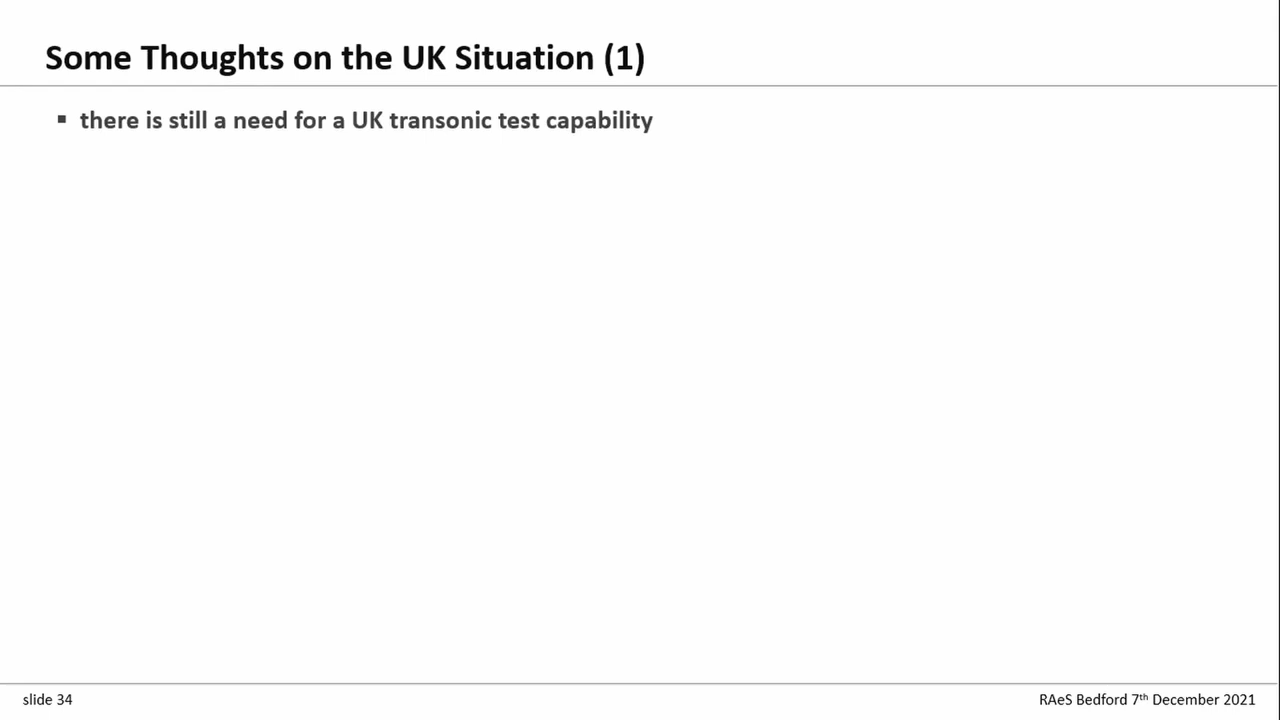 Some Thoughts on the UK Situation (1)
▪ there is still a need for a UK transonic test capability
slide 34
RAeS Bedford 7th December 2021